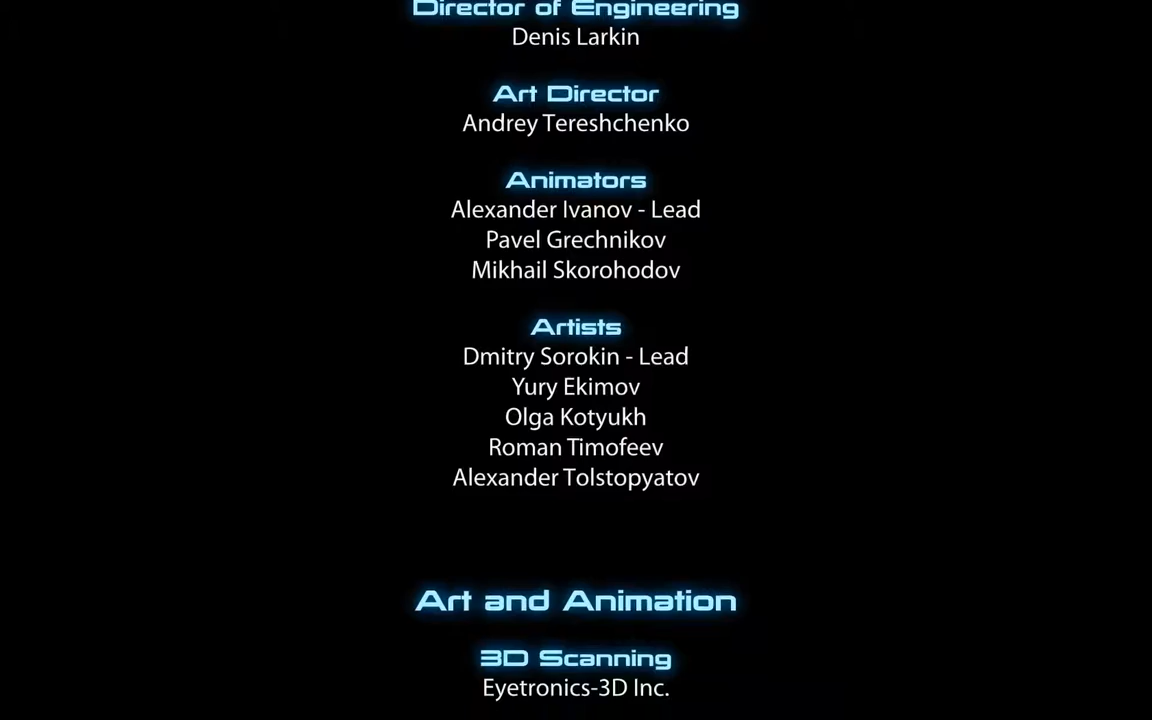 Director of Engineering
Denis Larkin
Art Director
Andrey Tereshchenko
Animators
Alexander Ivanov - Lead
Pavel Grechnikov
Mikhail Skorohodov
Artists
Dmitry Sorokin - Lead
Yury Ekimov
Olga Kotyukh
Roman Timofeev
Alexander Tolstopyatov
Art and Animation
3D Scanning
Eyetronics-3D Inc.